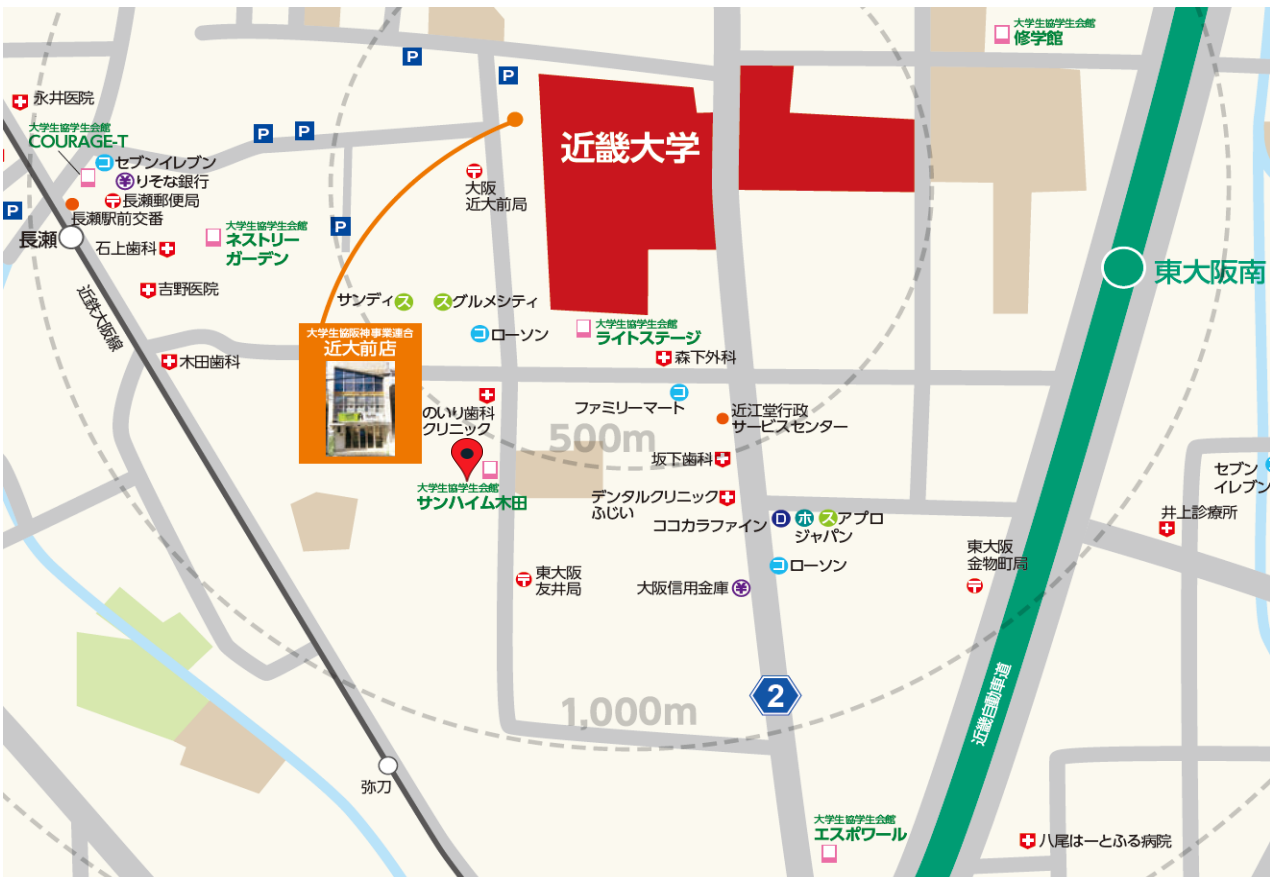 大学生協学生会館
修学館
P
P
永井医院
大学生協学生会館
COURAGE-T
P
P
近畿大学
コ
セブンイレブン
¥
りそな銀行
〒
長瀬郵便局
P
長瀬駅前交番
〒
大阪
近大前局
長瀬
石上歯科
大学生協学生会館
ネストリー
ガーデン
P
吉野医院
東大阪南
近鉄大阪線
サンディ
ス
ス
グルメシティ
大学生協阪神事業連合
近大前店
コ
ローソン
大学生協学生会館
ライトステージ
木田歯科
森下外科
のいり歯科
クリニック
コ
ファミリーマート
近江堂行政
サービスセンター
500m
坂下歯科
大学生協学生会館
サンハイム木田
デンタルクリニック
ふじい
ココカラファイン
D
ホ
ス
アプロ
ジャパン
セブン
イレブン
井上診療所
東大阪
金物町局
〒
〒
東大阪
友井局
コ
ローソン
大阪信用金庫
¥
2
1,000m
近畿自動車道
弥刀
大学生協学生会館
エスポワール
八尾はーとふる病院